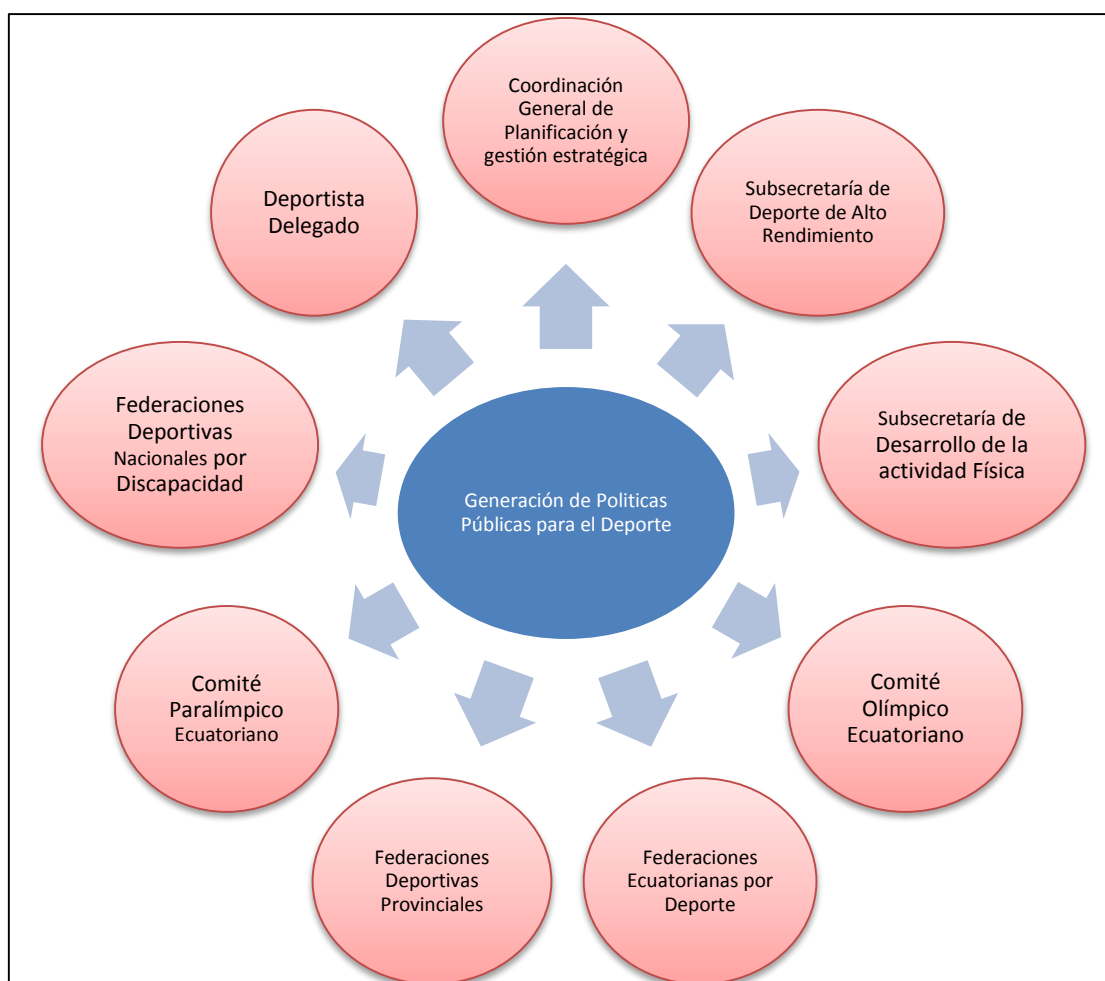 Coordinación
General de
Planificación y
gestión estratégica
Subsecretaría de
Deporte de Alto
Rendimiento
Subsecretaría de
Desarrollo de la
actividad Física
Comité
Olímpico
Ecuatoriano
Federaciones
Ecuatorianas por
Deporte
Federaciones
Deportivas
Provinciales
Comité
Paralímpico
Ecuatoriano
Federaciones
Deportivas
Nacionales por
Discapacidad
Deportista
Delegado
Generación de Politicas
Públicas para el Deporte